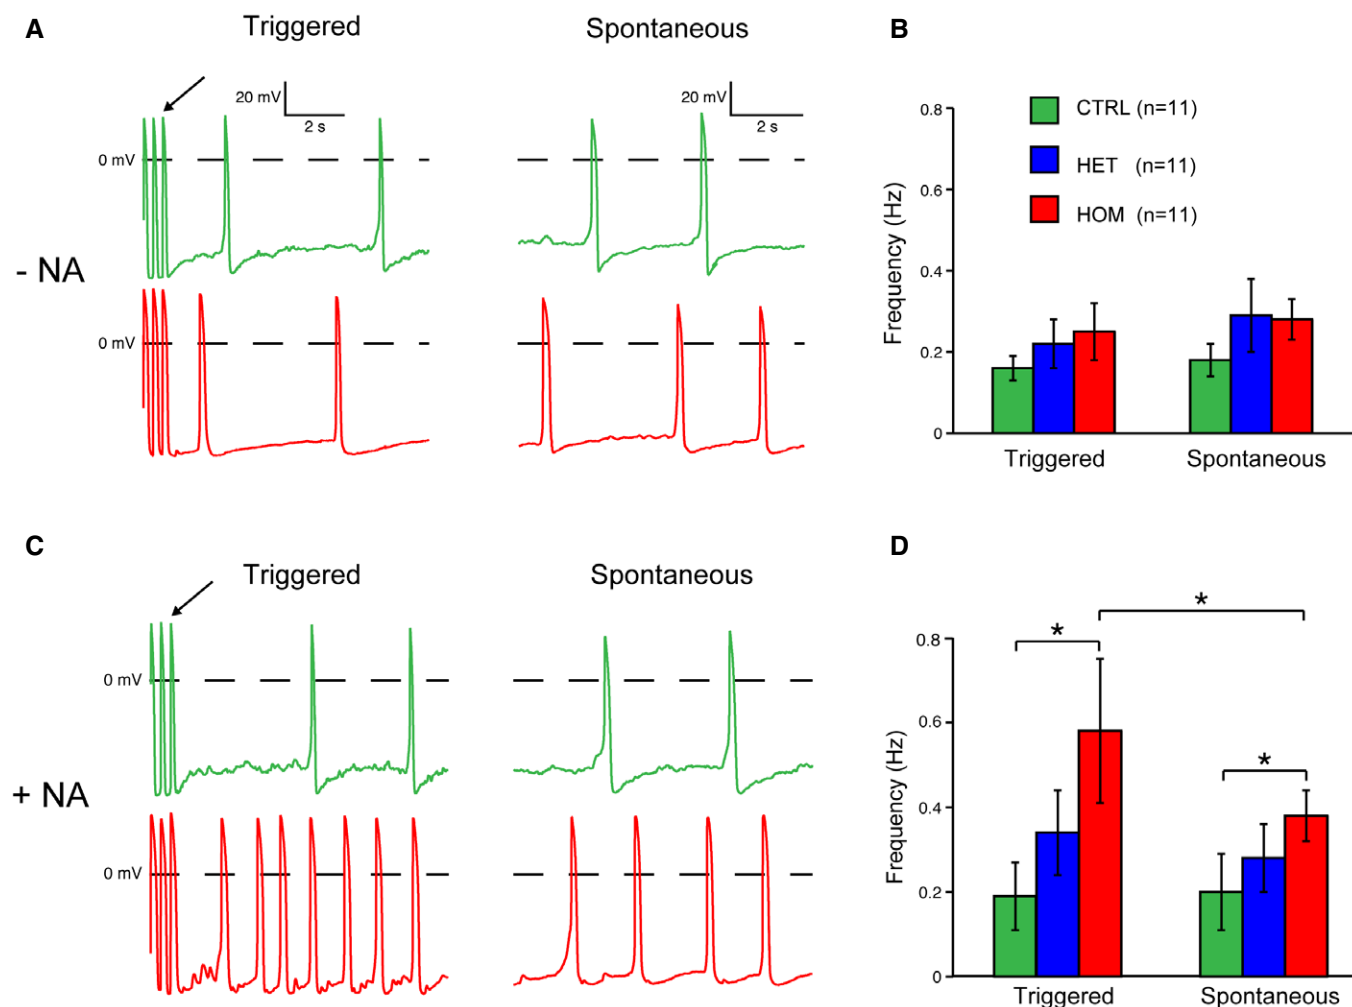 A
Triggered
Spontaneous
20 mV
2 s
20 mV
2 s
0 mV
- NA
0 mV
B
0.8
0.6
0.4
0.2
0
Frequency (Hz)
CTRL (n=11)
HET (n=11)
HOM (n=11)
Triggered
Spontaneous
C
Triggered
Spontaneous
0 mV
+ NA
0 mV
D
*
*
*
0.8
0.6
0.4
0.2
0
Frequency (Hz)
Triggered
Spontaneous